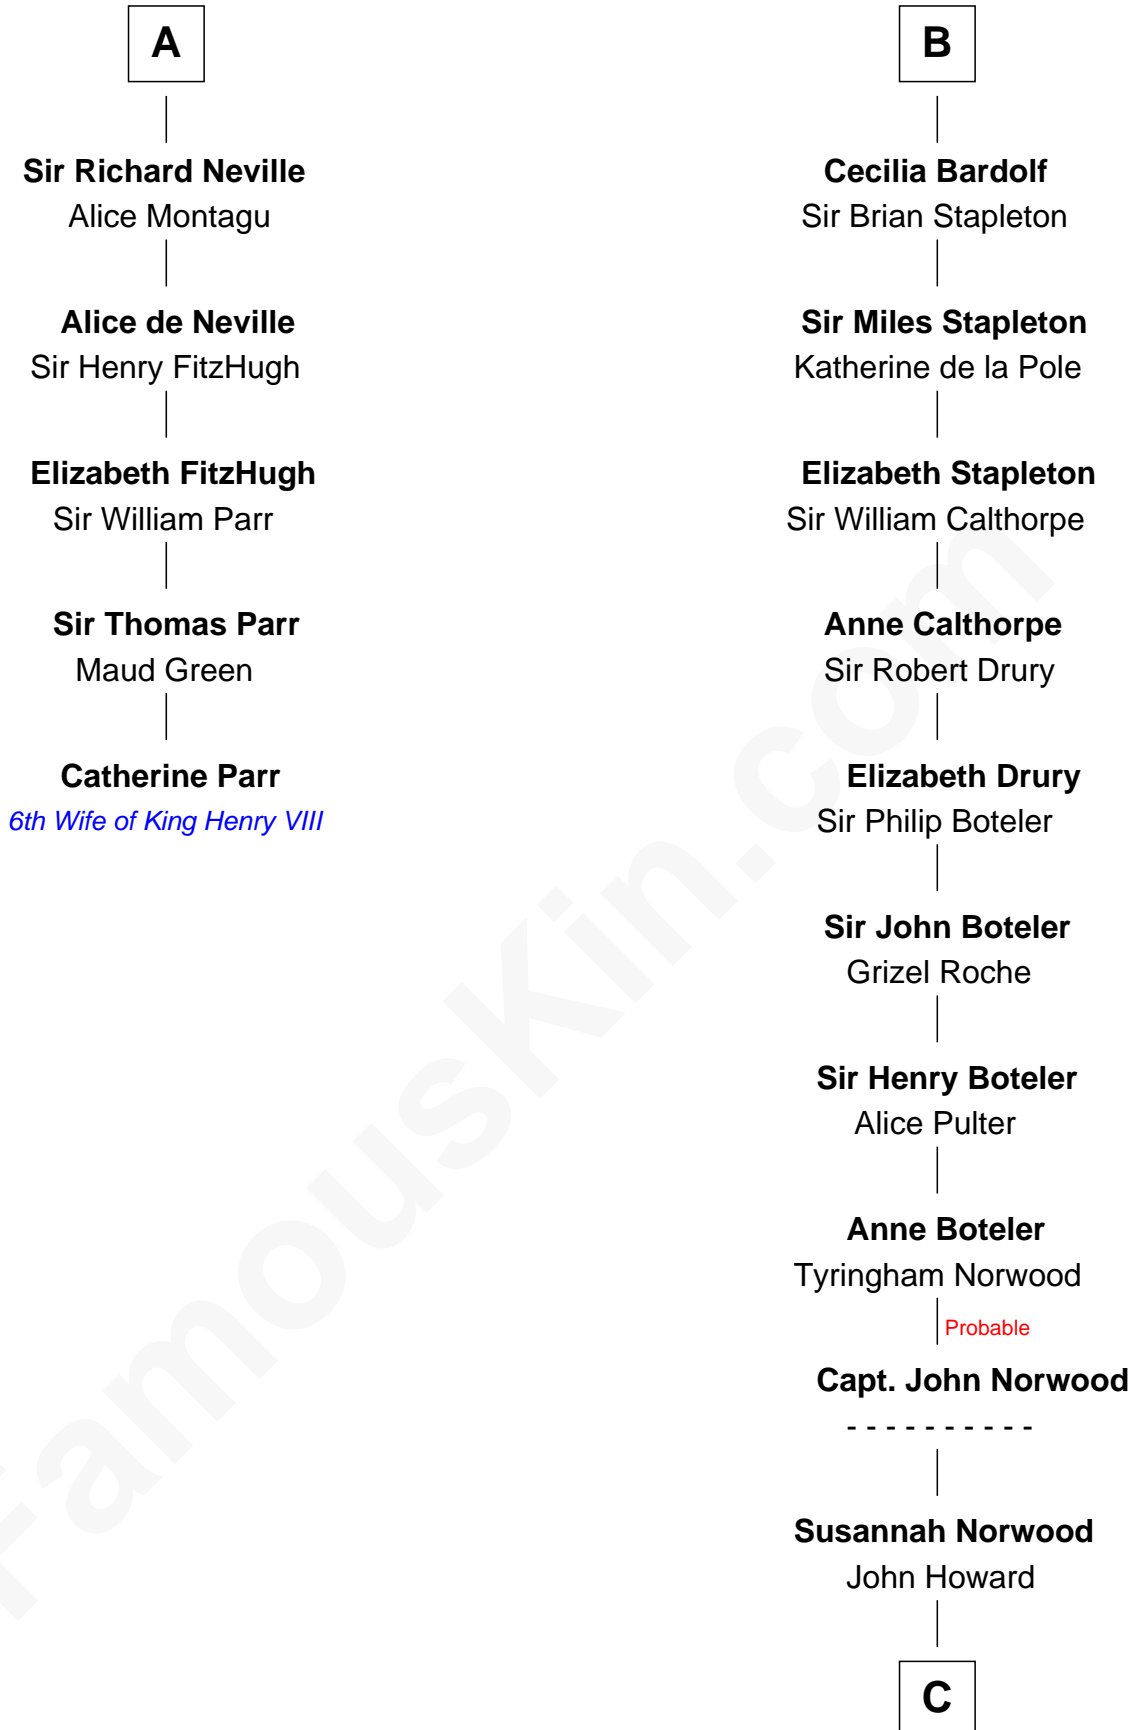 A
Sir Richard Neville
Alice Montagu
Alice de Neville
Sir Henry FitzHugh
Elizabeth FitzHugh
Sir William Parr
Sir Thomas Parr
Maud Green
Catherine Parr
6th Wife of King Henry VIII
B
Cecilia Bardolf
Sir Brian Stapleton
Sir Miles Stapleton
Katherine de la Pole
Elizabeth Stapleton
Sir William Calthorpe
Anne Calthorpe
Sir Robert Drury
Elizabeth Drury
Sir Philip Boteler
Sir John Boteler
Grizel Roche
Sir Henry Boteler
Alice Pulter
Anne Boteler
Tyringham Norwood
Probable
Capt. John Norwood
- - - - - - - - - -
Susannah Norwood
John Howard
C
FamousKin.com